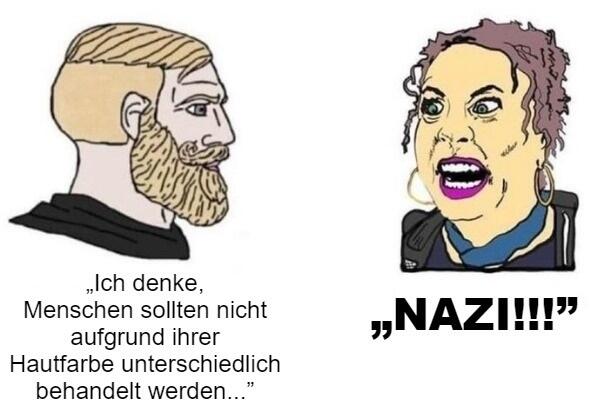 „Ich denke,
Menschen sollten nicht
aufgrund ihrer
Hautfarbe unterschiedlich
behandelt werden...”
„NAZI!!!”